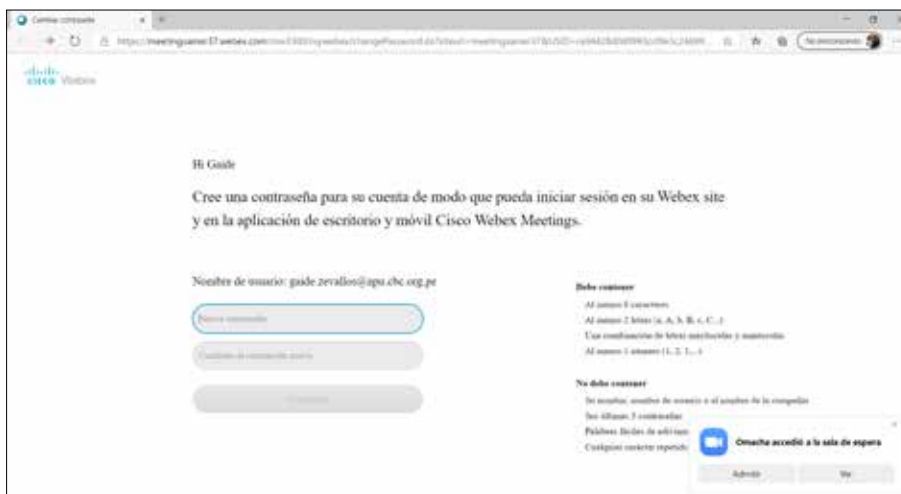 Cambiar contraseña
cisco Webex
Hi Guide
Cree una contraseña para su cuenta de modo que pueda iniciar sesión en su Webex site
y en la aplicación de escritorio y móvil Cisco Webex Meetings.
Nombre de usuario: guide.zevallos@apu.cbc.org.pe
Nueva contraseña
Debe contener
Al menos 8 caracteres
Al menos 2 letras (a, A, b, B, c, C...)
Una combinación de letras mayúsculas y minúsculas
Al menos 1 número (1, 2, 3,...)
No debe contener
Su nombre, nombre de usuario o el nombre de la compañía
Sus últimas 3 contraseñas
Palabras fáciles de
Cualquier carácter
Omacha accedió a la sala de espera
Admitir
Ver